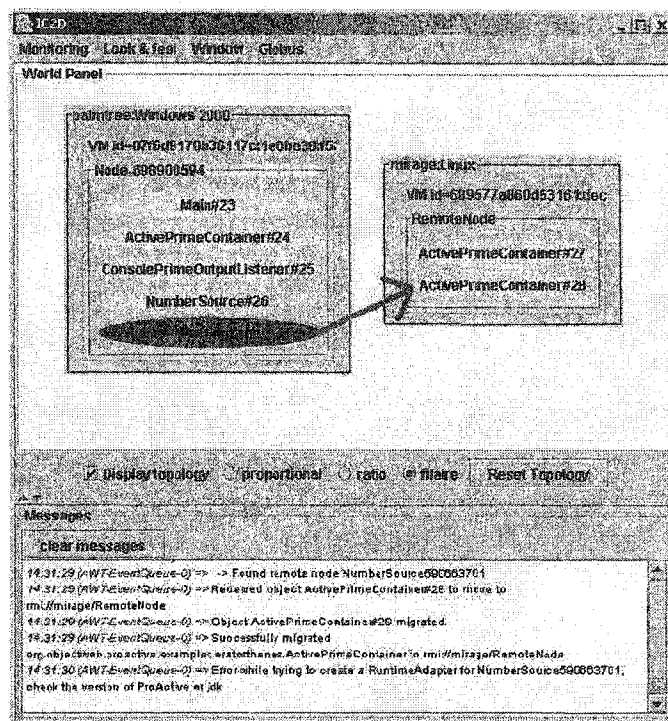 IC2D
Monitoring Look & feel Window Globus
World Panel
palmtree:Windows 2000
Main#23
ActivePrimeContainer#24
ConsolePrimeOutputListener#25
NumberSource#26
mirage:Linux
RemoteNode
ActivePrimeContainer#27
ActivePrimeContainer#28
Display topology proportional ratio filaire Reset Topology
Messages
clear messages
14:31:29 (AWT-EventQueue-0) => -> Found remote node NumberSource590663701
14:31:29 (AWT-EventQueue-0) => Received object ActivePrimeContainer#28 to move to
rmi://mirage/RemoteNode
14:31:29 (AWT-EventQueue-0) => Object ActivePrimeContainer#28 migrated.
14:31:29 (AWT-EventQueue-0) => Successfully migrated
org.objectweb.proactive.examples.eratosthenes.ActivePrimeContainer to rmi://mirage/RemoteNode
14:31:30 (AWT-EventQueue-0) => Error while trying to create a RuntimeAdapter for NumberSource590663701,
check the version of ProActive or jdk